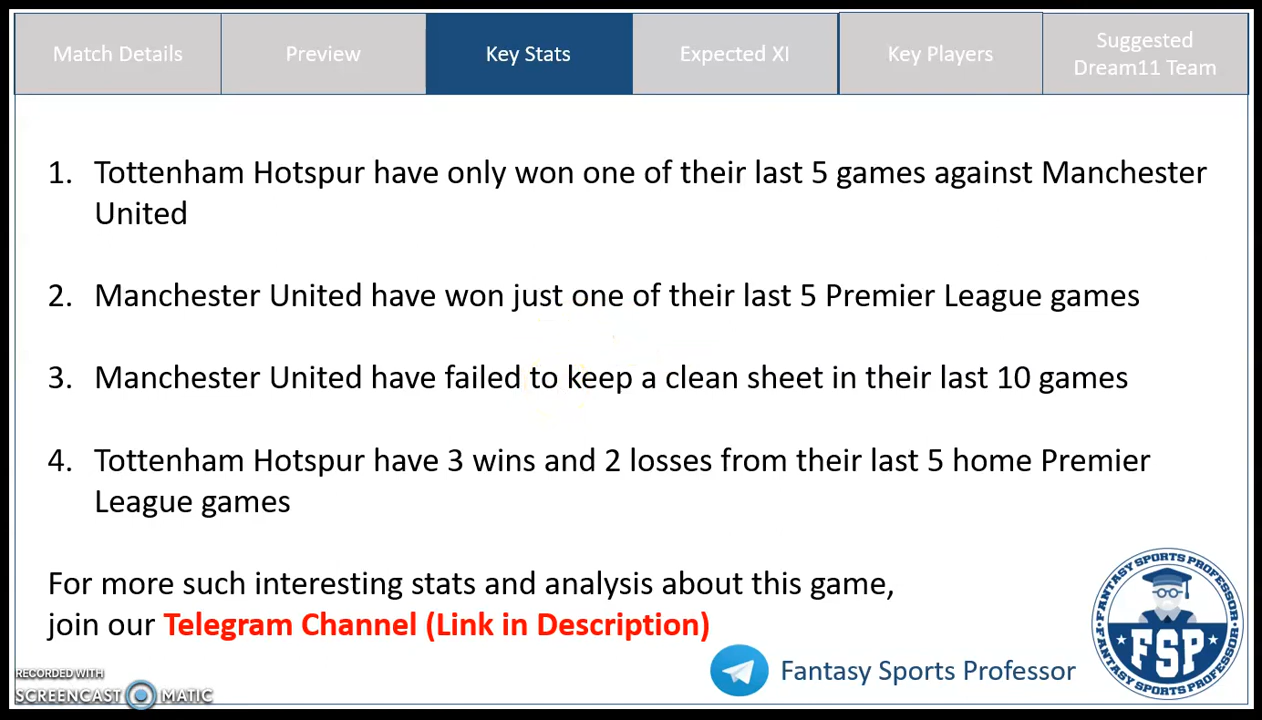 Match Details
Preview
Key Stats
Expected XI
Key Players
Suggested
Dream11 Team
1. Tottenham Hotspur have only won one of their last 5 games against Manchester
United
2. Manchester United have won just one of their last 5 Premier League games
3. Manchester United have failed to keep a clean sheet in their last 10 games
4. Tottenham Hotspur have 3 wins and 2 losses from their last 5 home Premier
League games
For more such interesting stats and analysis about this game,
join our Telegram Channel (Link in Description)
Fantasy Sports Professor
FANTASY SPORTS PROFESSOR
FSP
FANTASY SPORTS PROFESSOR
RECORDED WITH
SCREENCAST MATIC